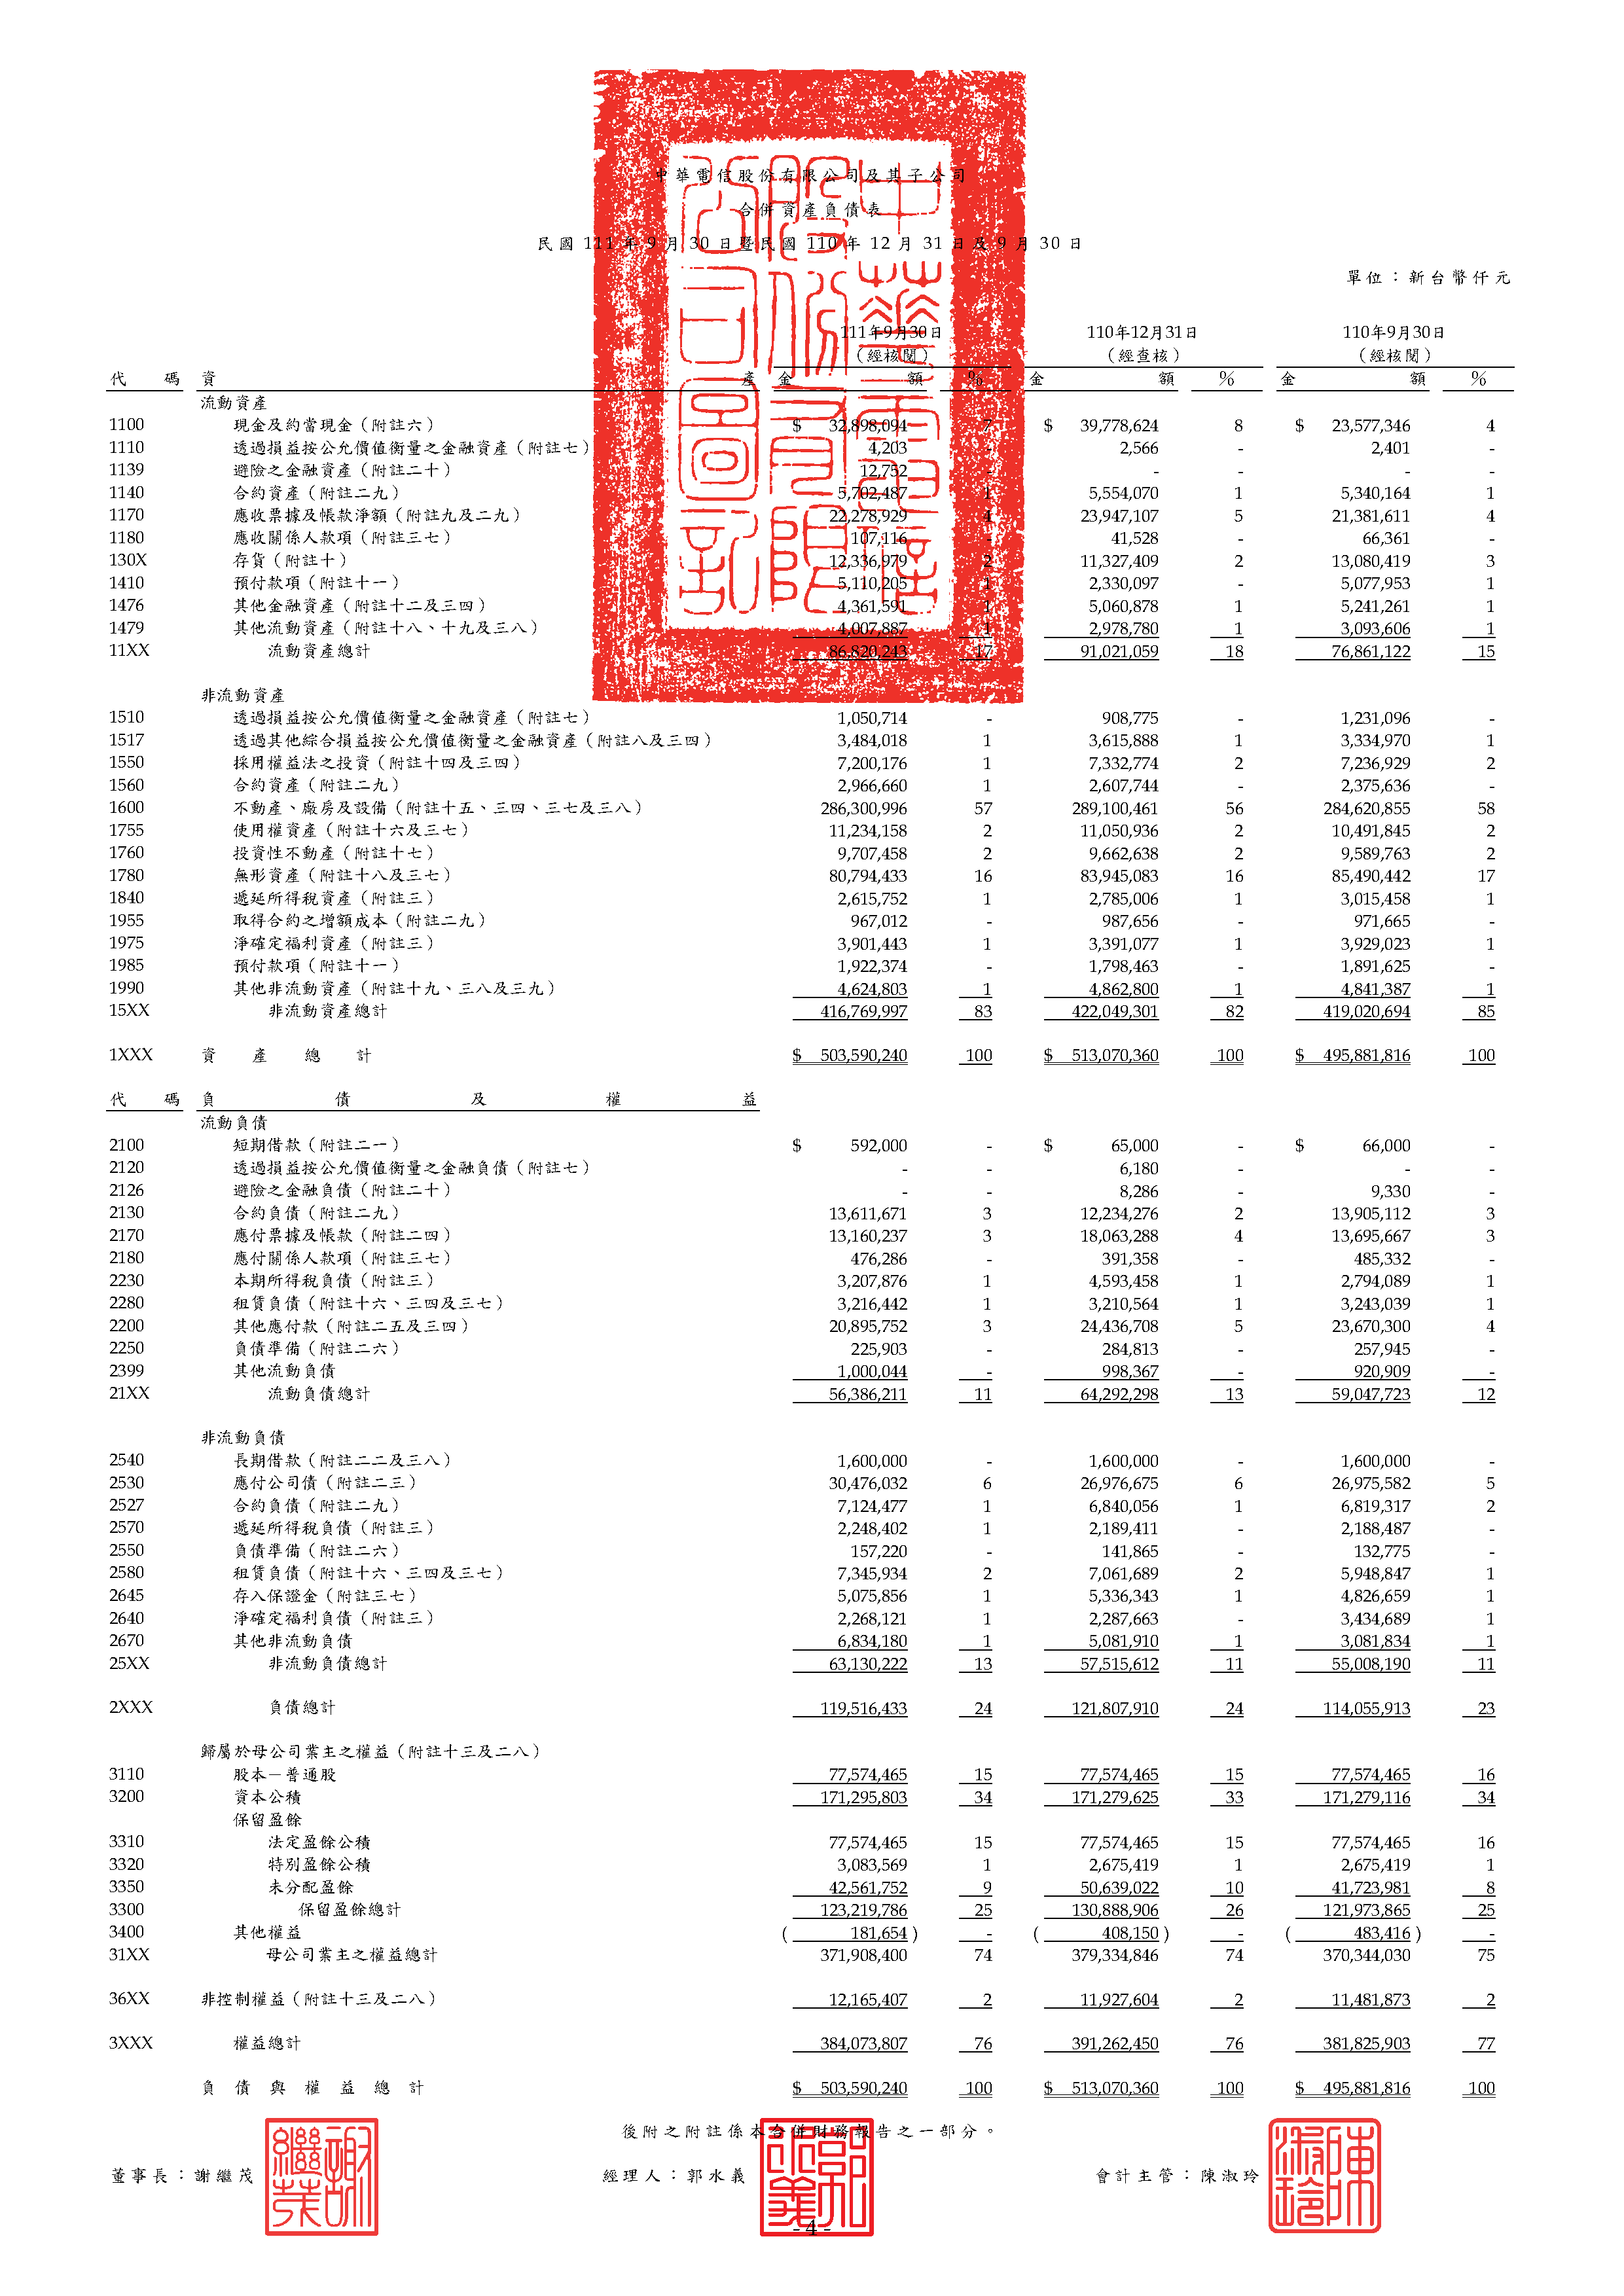 中華電信股份有限公司及其子公司
合併資產負債表
民國 111 年 9 月 30 日暨民國 110 年 12 月 31 日及 9 月 30 日
單位：新台幣仟元
111年9月30日 110年12月31日 110年9月30日
（經核閱） （經查核） （經核閱）
代 碼 資 產 金 額 % 金 額 % 金 額 %
流動資產
1100 現金及約當現金（附註六） $ 32,898,094 7 $ 39,778,624 8 $ 23,577,346 4
1110 透過損益按公允價值衡量之金融資產（附註七） 4,203 - 2,566 - 2,401 -
1139 避險之金融資產（附註二十） 12,752 - - - - -
1140 合約資產（附註二九） 5,702,487 1 5,554,070 1 5,340,164 1
1170 應收票據及帳款淨額（附註九及二九） 22,278,929 4 23,947,107 5 21,381,611 4
1180 應收關係人款項（附註三七） 107,116 - 41,528 - 66,361 -
130X 存貨（附註十） 12,336,979 2 11,327,409 2 13,080,419 3
1410 預付款項（附註十一） 5,110,205 1 2,330,097 - 5,077,953 1
1476 其他金融資產（附註十二及三四） 4,361,591 1 5,060,878 1 5,241,261 1
1479 其他流動資產（附註十八、十九及三八） 4,007,887 1 2,978,780 1 3,093,606 1
11XX 流動資產總計 86,820,243 17 91,021,059 18 76,861,122 15
非流動資產
1510 透過損益按公允價值衡量之金融資產（附註七） 1,050,714 - 908,775 - 1,231,096 -
1517 透過其他綜合損益按公允價值衡量之金融資產（附註八及三四） 3,484,018 1 3,615,888 1 3,334,970 1
1550 採用權益法之投資（附註十四及三四） 7,200,176 1 7,332,774 2 7,236,929 2
1560 合約資產（附註二九） 2,966,660 1 2,607,744 - 2,375,636 -
1600 不動產、廠房及設備（附註十五、三四、三七及三八） 286,300,996 57 289,100,461 56 284,620,855 58
1755 使用權資產（附註十六及三七） 11,234,158 2 11,050,936 2 10,491,845 2
1760 投資性不動產（附註十七） 9,707,458 2 9,662,638 2 9,589,763 2
1780 無形資產（附註十八及三七） 80,794,433 16 83,945,083 16 85,490,442 17
1840 遞延所得稅資產（附註三） 2,615,752 1 2,785,006 1 3,015,458 1
1955 取得合約之增額成本（附註二九） 967,012 - 987,656 - 971,665 -
1975 淨確定福利資產（附註三） 3,901,443 1 3,391,077 1 3,929,023 1
1985 預付款項（附註十一） 1,922,374 - 1,798,463 - 1,891,625 -
1990 其他非流動資產（附註十九、三八及三九） 4,624,803 1 4,862,800 1 4,841,387 1
15XX 非流動資產總計 416,769,997 83 422,049,301 82 419,020,694 85
1XXX 資產總計 $ 503,590,240 100 $ 513,070,360 100 $ 495,881,816 100
代 碼 負 債 及 權 益
流動負債
2100 短期借款（附註二一） $ 592,000 - $ 65,000 - $ 66,000 -
2120 透過損益按公允價值衡量之金融負債（附註七） - - 6,180 - - -
2126 避險之金融負債（附註二十） - - 8,286 - 9,330 -
2130 合約負債（附註二九） 13,611,671 3 12,234,276 2 13,905,112 3
2170 應付票據及帳款（附註二四） 13,160,237 3 18,063,288 4 13,695,667 3
2180 應付關係人款項（附註三七） 476,286 - 391,358 - 485,332 -
2230 本期所得稅負債（附註三） 3,207,876 1 4,593,458 1 2,794,089 1
2280 租賃負債（附註十六、三四及三七） 3,216,442 1 3,210,564 1 3,243,039 1
2200 其他應付款（附註二五及三四） 20,895,752 3 24,436,708 5 23,670,300 4
2250 負債準備（附註二六） 225,903 - 284,813 - 257,945 -
2399 其他流動負債 1,000,044 - 998,367 - 920,909 -
21XX 流動負債總計 56,386,211 11 64,292,298 13 59,047,723 12
非流動負債
2540 長期借款（附註二二及三八） 1,600,000 - 1,600,000 - 1,600,000 -
2530 應付公司債（附註二三） 30,476,032 6 26,976,675 6 26,975,582 5
2527 合約負債（附註二九） 7,124,477 1 6,840,056 1 6,819,317 2
2570 遞延所得稅負債（附註三） 2,248,402 1 2,189,411 - 2,188,487 -
2550 負債準備（附註二六） 157,220 - 141,865 - 132,775 -
2580 租賃負債（附註十六、三四及三七） 7,345,934 2 7,061,689 2 5,948,847 1
2645 存入保證金（附註三七） 5,075,856 1 5,336,343 1 4,826,659 1
2640 淨確定福利負債（附註三） 2,268,121 1 2,287,663 - 3,434,689 1
2670 其他非流動負債 6,834,180 1 5,081,910 1 3,081,834 1
25XX 非流動負債總計 63,130,222 13 57,515,612 11 55,008,190 11
2XXX 負債總計 119,516,433 24 121,807,910 24 114,055,913 23
歸屬於母公司業主之權益（附註十三及二八）
3110 股本－普通股 77,574,465 15 77,574,465 15 77,574,465 16
3200 資本公積 171,295,803 34 171,279,625 33 171,279,116 34
保留盈餘
3310 法定盈餘公積 77,574,465 15 77,574,465 15 77,574,465 16
3320 特別盈餘公積 3,083,569 1 2,675,419 1 2,675,419 1
3350 未分配盈餘 42,561,752 9 50,639,022 10 41,723,981 8
3300 保留盈餘總計 123,219,786 25 130,888,906 26 121,973,865 25
3400 其他權益 ( 181,654 ) - ( 408,150 ) - ( 483,416 ) -
31XX 母公司業主之權益總計 371,908,400 74 379,334,846 74 370,344,030 75
36XX 非控制權益（附註十三及二八） 12,165,407 2 11,927,604 2 11,481,873 2
3XXX 權益總計 384,073,807 76 391,262,450 76 381,825,903 77
負債與權益總計 $ 503,590,240 100 $ 513,070,360 100 $ 495,881,816 100
後附之附註係本合併財務報告之一部分。
董事長：謝繼茂 經理人：郭水義 會計主管：陳淑玲
- 4 -
中華電信股份有限公司圖記
謝繼茂
郭水義
陳淑玲